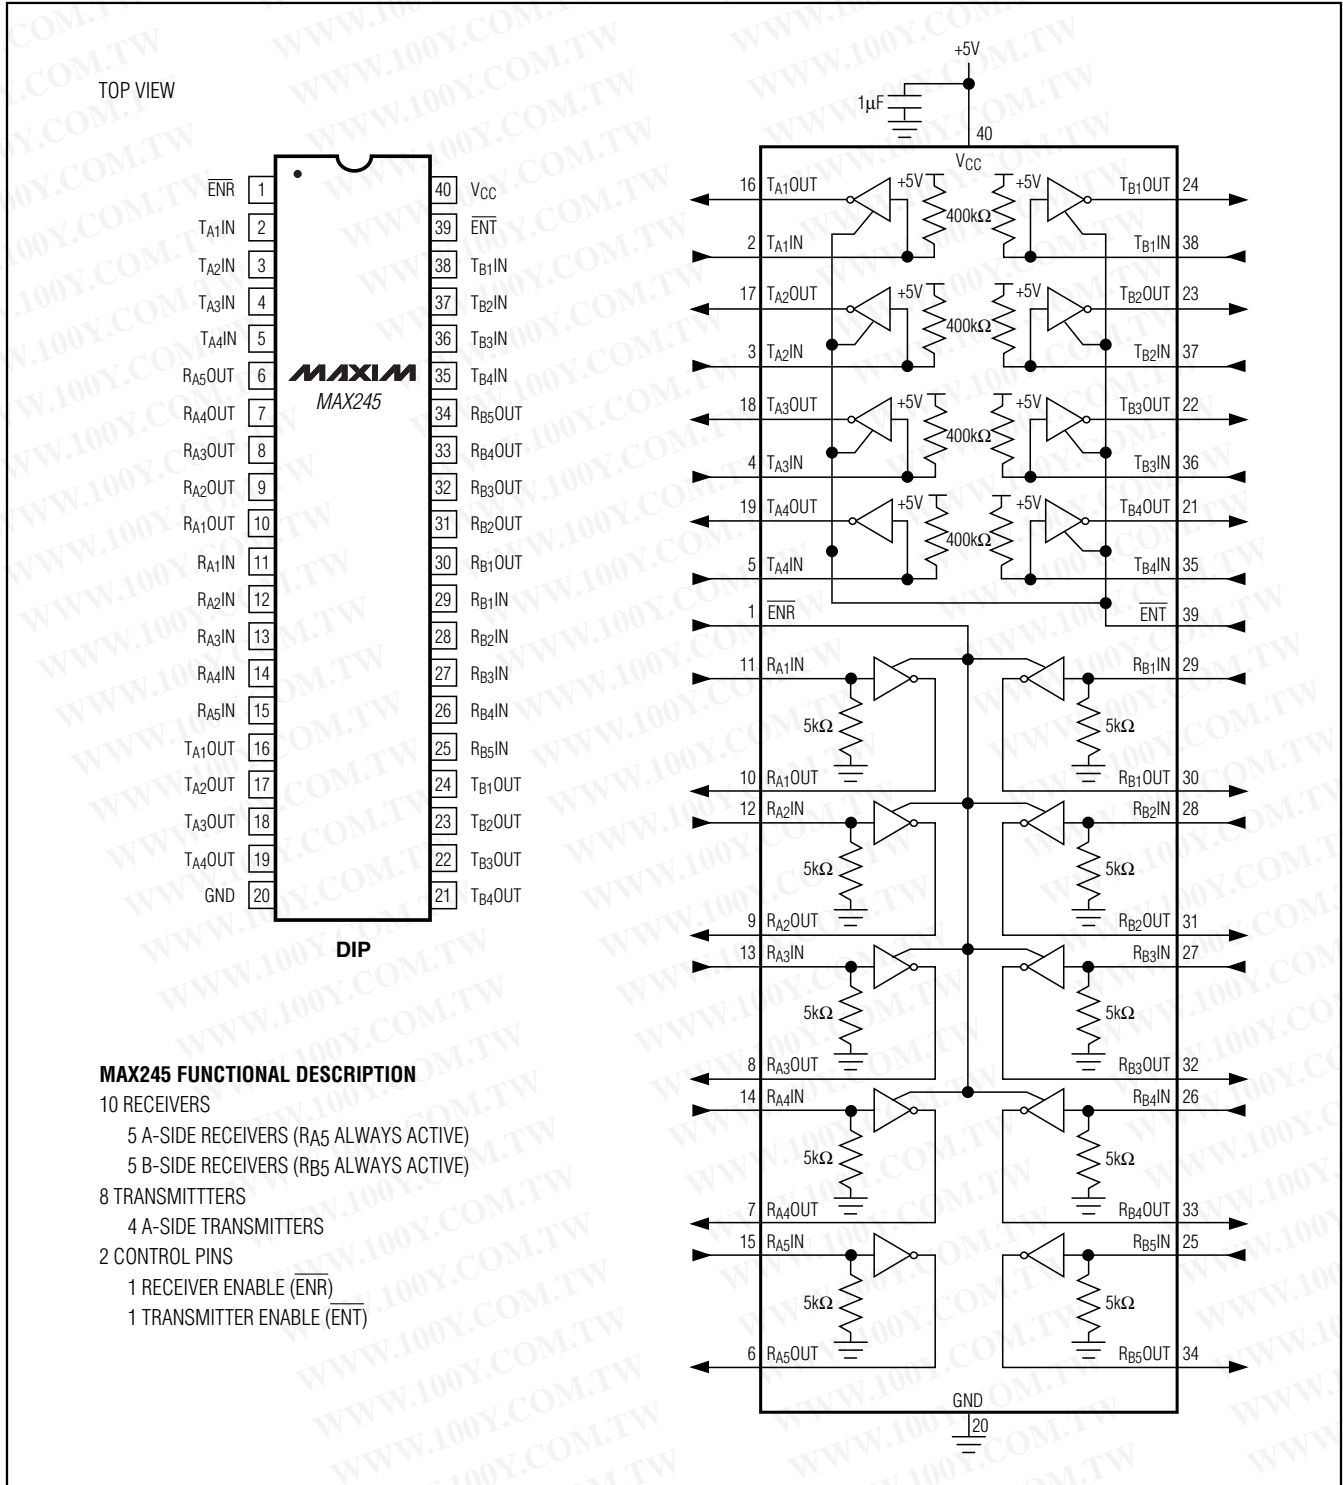 TOP VIEW
ENR 1
TA1IN 2
TA2IN 3
TA3IN 4
TA4IN 5
RA5OUT 6
RA4OUT 7
RA3OUT 8
RA2OUT 9
RA1OUT 10
RA1IN 11
RA2IN 12
RA3IN 13
RA4IN 14
RA5IN 15
TA1OUT 16
TA2OUT 17
TA3OUT 18
TA4OUT 19
GND 20
MAXIM
MAX245
40 VCC
39 ENT
38 TB1IN
37 TB2IN
36 TB3IN
35 TB4IN
34 RB5OUT
33 RB4OUT
32 RB3OUT
31 RB2OUT
30 RB1OUT
29 RB1IN
28 RB2IN
27 RB3IN
26 RB4IN
25 RB5IN
24 TB1OUT
23 TB2OUT
22 TB3OUT
21 TB4OUT
DIP
MAX245 FUNCTIONAL DESCRIPTION
10 RECEIVERS
5 A-SIDE RECEIVERS (RA5 ALWAYS ACTIVE)
5 B-SIDE RECEIVERS (RB5 ALWAYS ACTIVE)
8 TRANSMITTTERS
4 A-SIDE TRANSMITTERS
2 CONTROL PINS
1 RECEIVER ENABLE (ENR)
1 TRANSMITTER ENABLE (ENT)
+5V
1µF
40
VCC
16 TA1OUT +5V +5V TB1OUT 24
400kΩ
2 TA1IN TB1IN 38
17 TA2OUT +5V +5V TB2OUT 23
400kΩ
3 TA2IN TB2IN 37
18 TA3OUT +5V +5V TB3OUT 22
400kΩ
4 TA3IN TB3IN 36
19 TA4OUT +5V +5V TB4OUT 21
400kΩ
5 TA4IN TB4IN 35
1 ENR ENT 39
11 RA1IN RB1IN 29
5kΩ 5kΩ
10 RA1OUT RB1OUT 30
12 RA2IN RB2IN 28
5kΩ 5kΩ
9 RA2OUT RB2OUT 31
13 RA3IN RB3IN 27
5kΩ 5kΩ
8 RA3OUT RB3OUT 32
14 RA4IN RB4IN 26
5kΩ 5kΩ
7 RA4OUT RB4OUT 33
15 RA5IN RB5IN 25
5kΩ 5kΩ
6 RA5OUT RB5OUT 34
GND
20
WWW.100Y.COM.TW